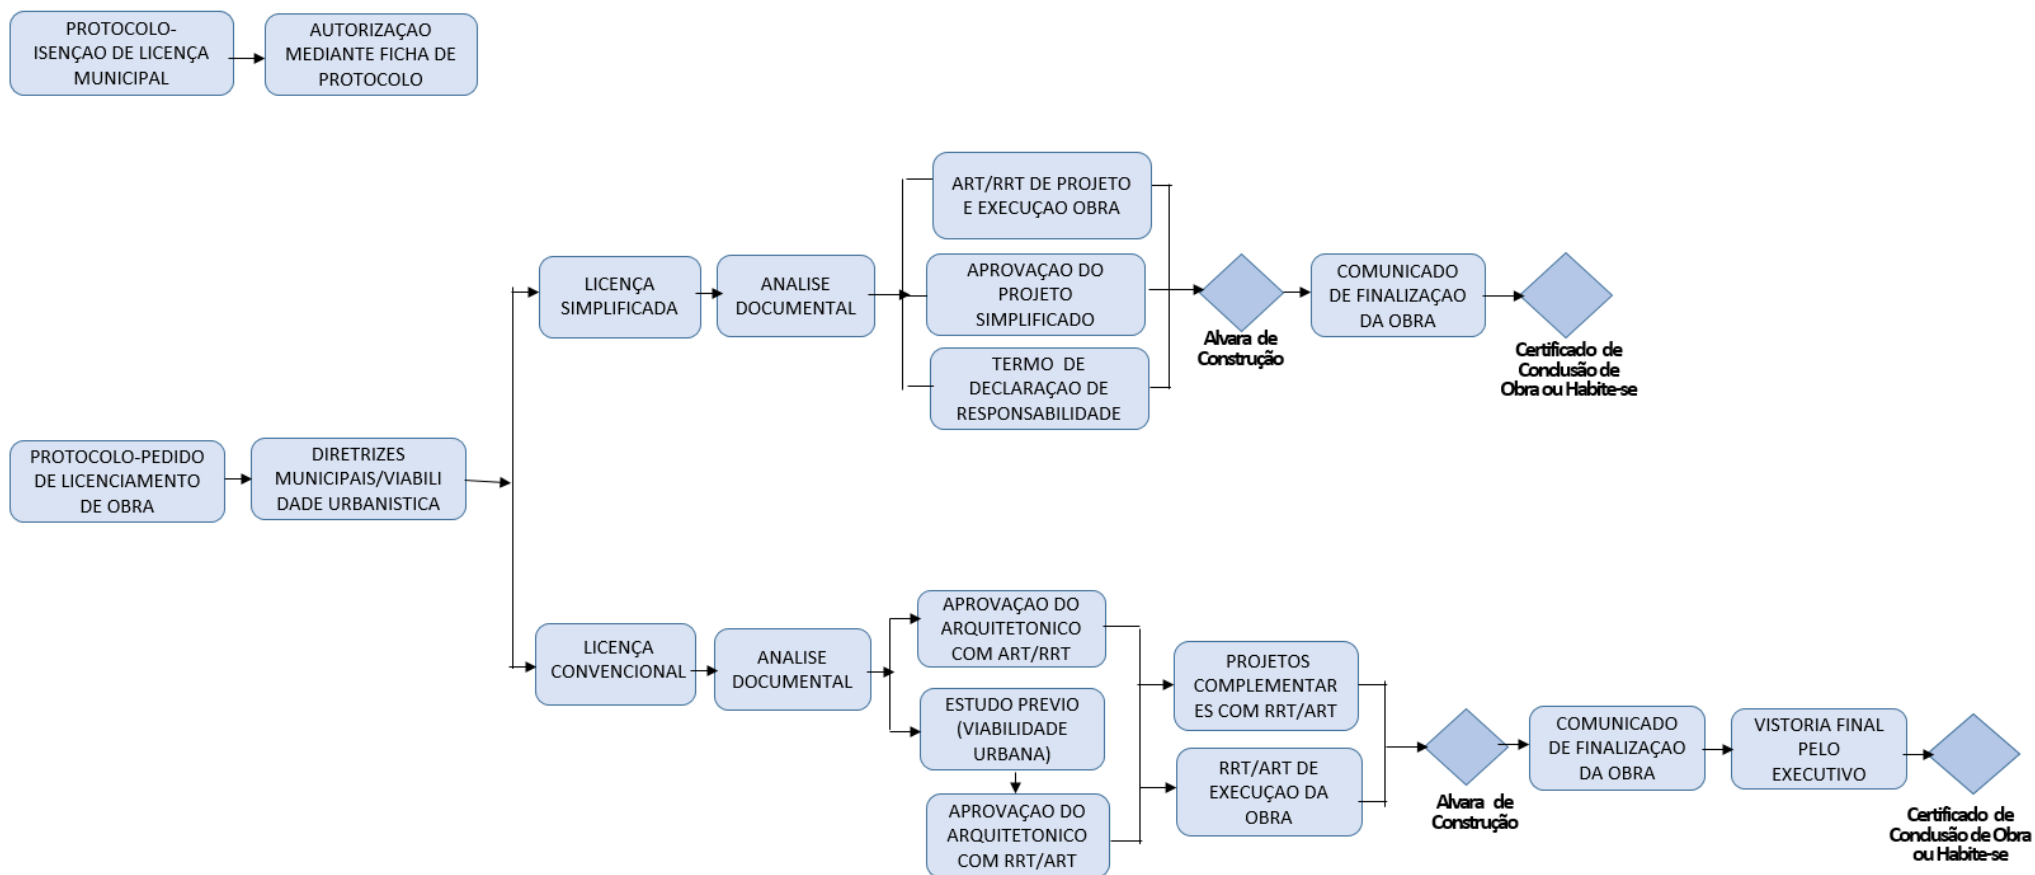 PROTOCOLO-
ISENÇAO DE LICENÇA
MUNICIPAL
AUTORIZAÇAO
MEDIANTE FICHA DE
PROTOCOLO
PROTOCOLO-PEDIDO
DE LICENCIAMENTO
DE OBRA
DIRETRIZES
MUNICIPAIS/VIABILI
DADE URBANISTICA
LICENÇA
SIMPLIFICADA
ANALISE
DOCUMENTAL
ART/RRT DE PROJETO
E EXECUÇAO OBRA
APROVAÇAO DO
PROJETO
SIMPLIFICADO
TERMO DE
DECLARAÇAO DE
RESPONSABILIDADE
Alvara de
Construção
COMUNICADO
DE FINALIZAÇAO
DA OBRA
Certificado de
Conclusão de
Obra ou Habite-se
LICENÇA
CONVENCIONAL
ANALISE
DOCUMENTAL
APROVAÇAO DO
ARQUITETONICO
COM ART/RRT
ESTUDO PREVIO
(VIABILIDADE
URBANA)
APROVAÇAO DO
ARQUITETONICO
COM RRT/ART
PROJETOS
COMPLEMENTAR
ES COM RRT/ART
RRT/ART DE
EXECUÇAO DA
OBRA
Alvara de
Construção
COMUNICADO
DE FINALIZAÇAO
DA OBRA
VISTORIA FINAL
PELO
EXECUTIVO
Certificado de
Conclusão de Obra
ou Habite-se